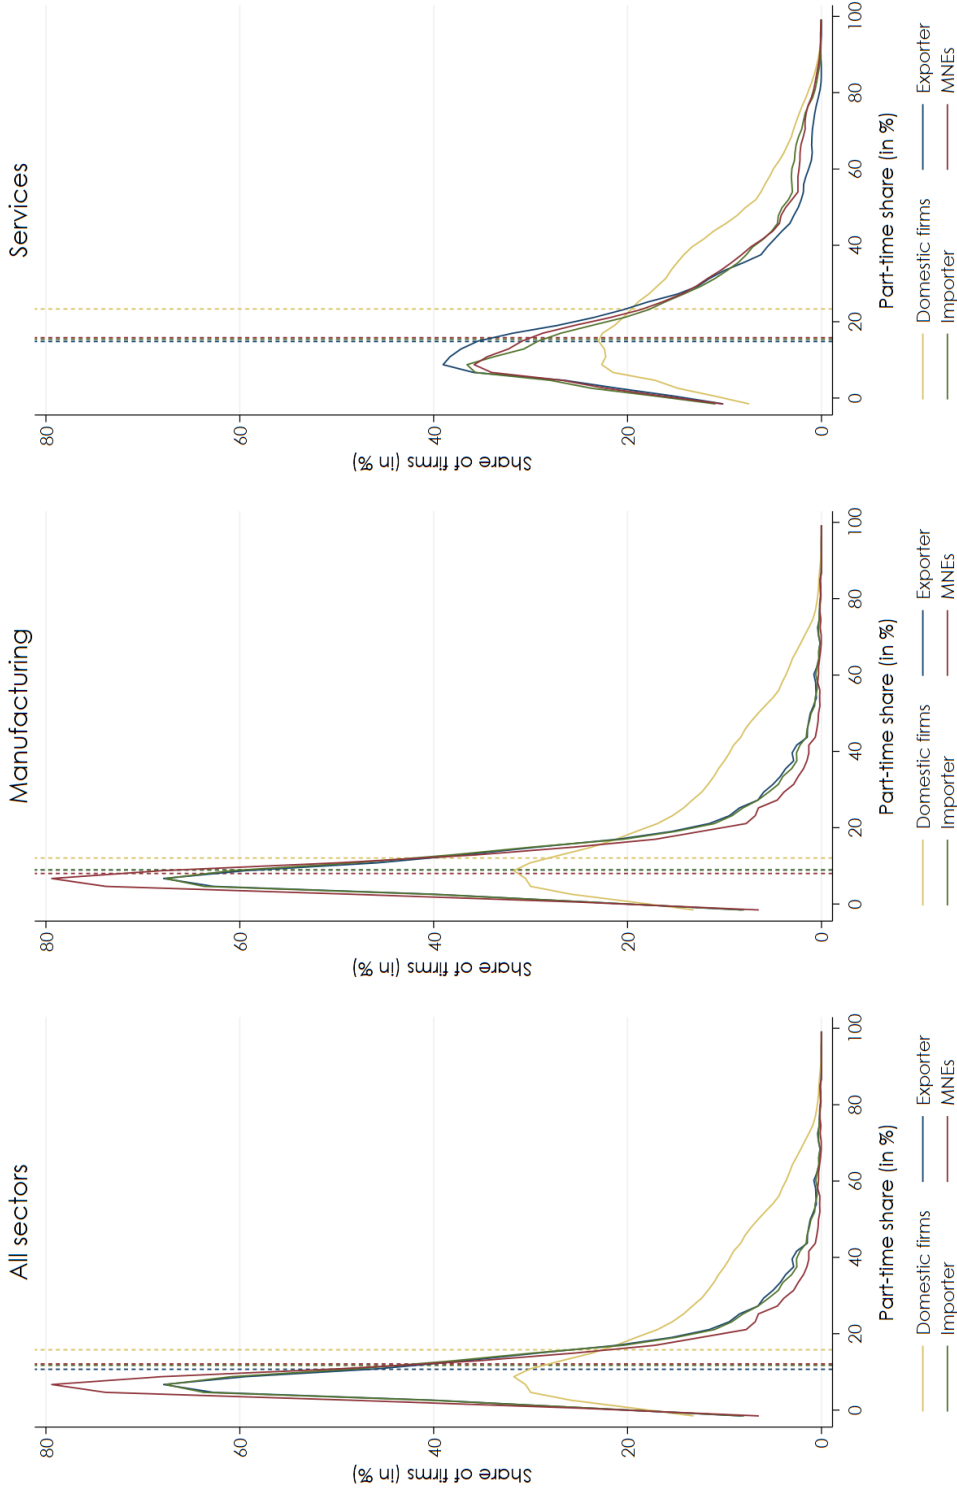 All sectors
Share of firms (in %)
80
60
40
20
0
0 20 40 60 80 100
Part-time share (in %)
Domestic firms Exporter
Importer MNEs
Manufacturing
Share of firms (in %)
80
60
40
20
0
0 20 40 60 80 100
Part-time share (in %)
Domestic firms Exporter
Importer MNEs
Services
Share of firms (in %)
80
60
40
20
0
0 20 40 60 80 100
Part-time share (in %)
Domestic firms Exporter
Importer MNEs